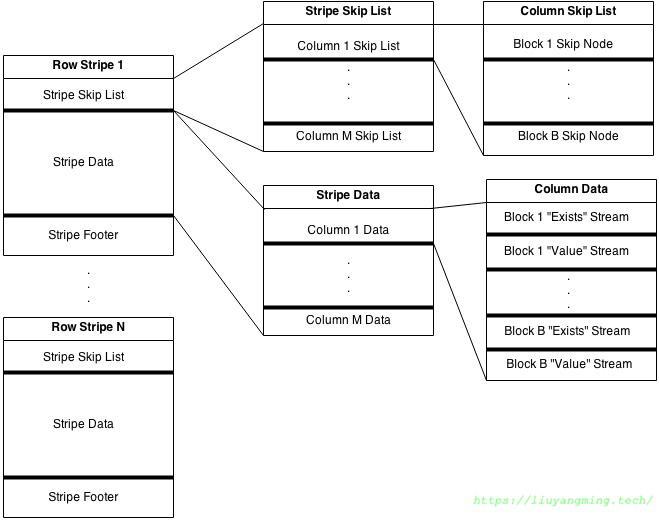 Row Stripe 1
Stripe Skip List
Stripe Data
Stripe Footer
.
.
.
Row Stripe N
Stripe Skip List
Stripe Data
Stripe Footer
Stripe Skip List
Column 1 Skip List
.
.
.
Column M Skip List
Stripe Data
Column 1 Data
.
.
.
Column M Data
Column Skip List
Block 1 Skip Node
.
.
.
Block B Skip Node
Column Data
Block 1 "Exists" Stream
Block 1 "Value" Stream
.
.
.
Block B "Exists" Stream
Block B "Value" Stream
https://liuyangming.tech/